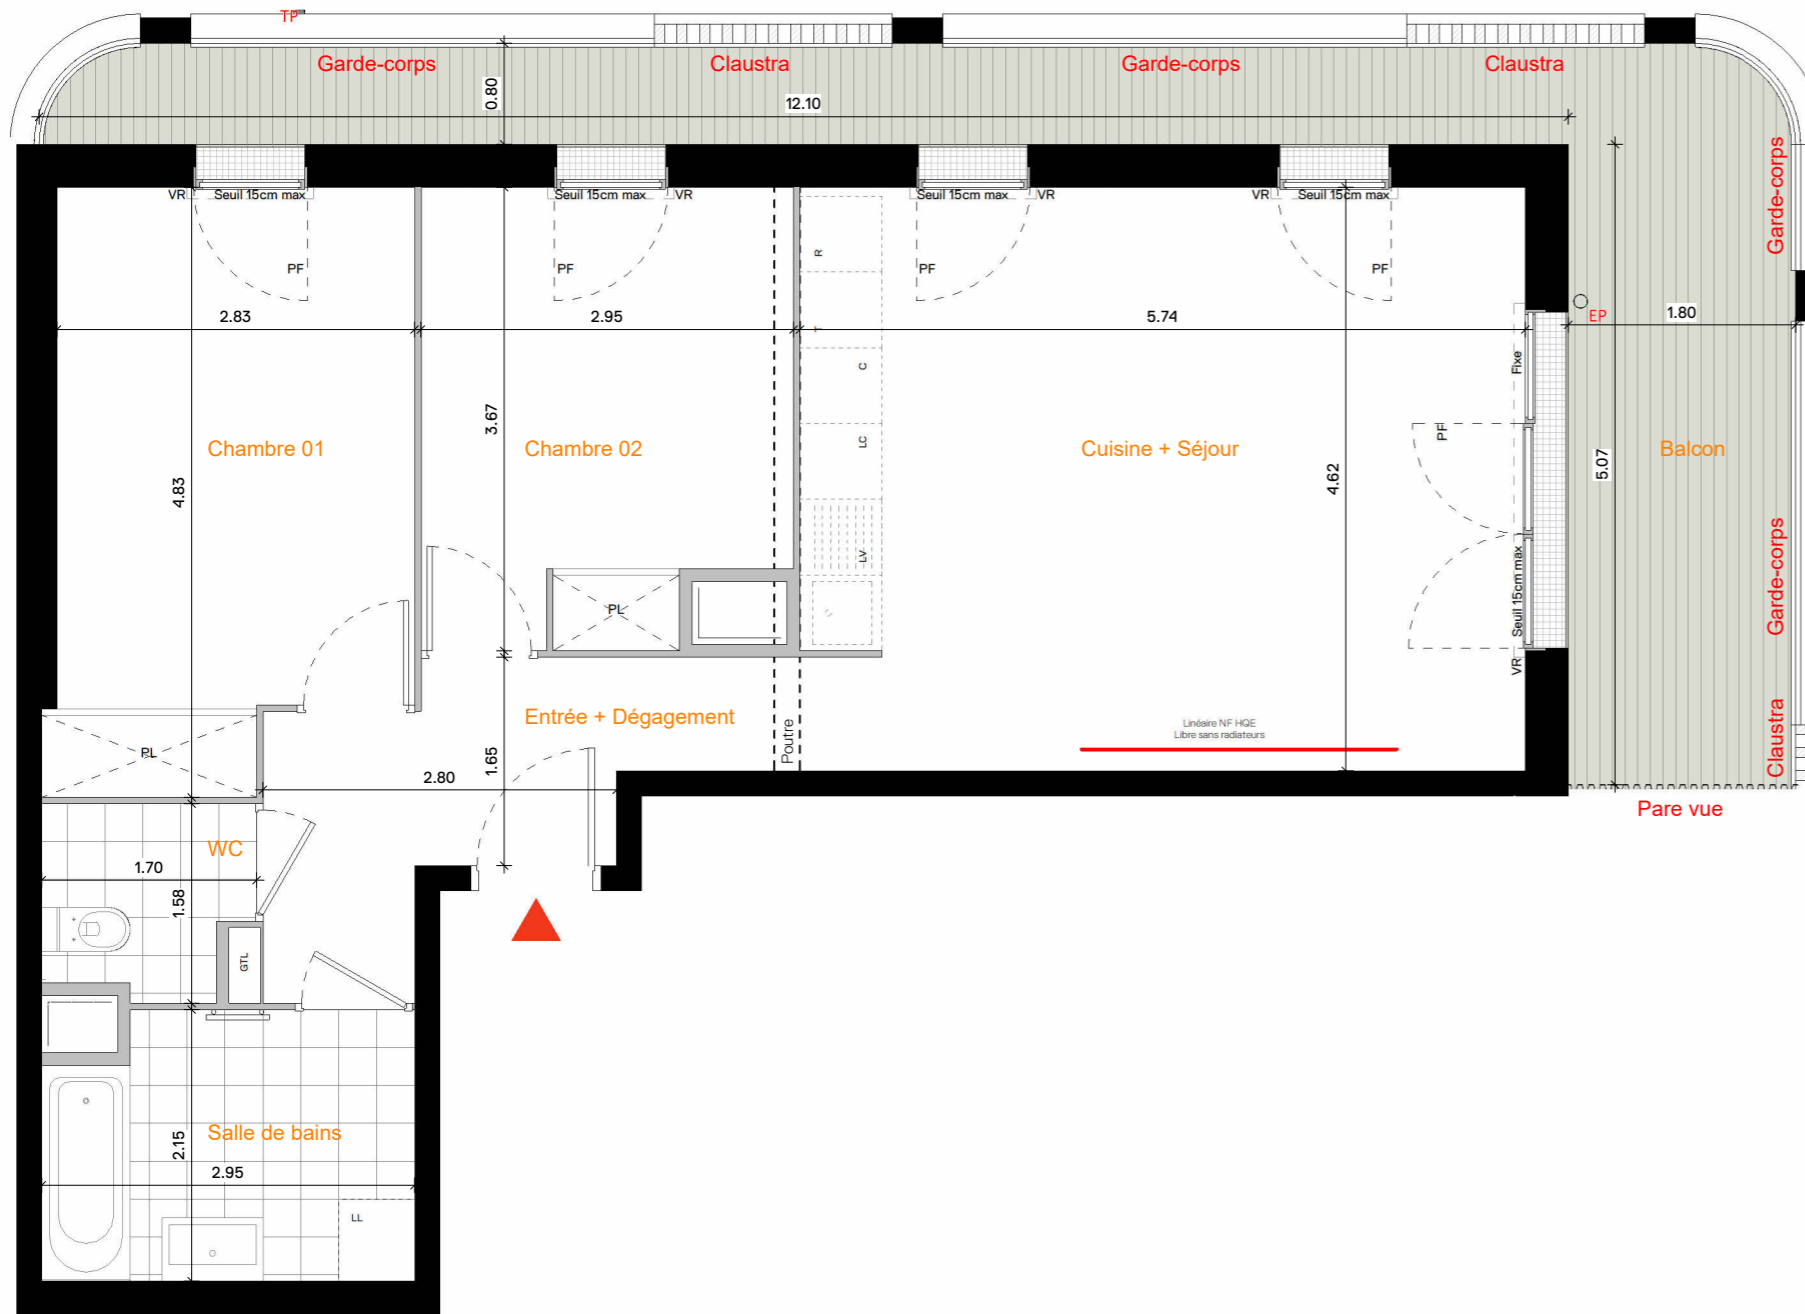 TP
Garde-corps
Claustra
Garde-corps
Claustra
0.80
12.10
Garde-corps
VR
Seuil 15cm max
Seuil 15cm max
VR
Seuil 15cm max
VR
VR
Seuil 15cm max
PF
PF
PF
PF
R
T
2.83
2.95
5.74
EP
1.80
Fixe
C
3.67
LC
PF
Chambre 01
Chambre 02
Cuisine + Séjour
Balcon
4.83
4.62
5.07
LV
Seuil 15cm max
Garde-corps
PL
VR
Entrée + Dégagement
Poutre
Linéaire NF HQE
Libre sans radiateurs
Claustra
PL
1.65
2.80
Pare vue
WC
1.70
1.58
GTL
Salle de bains
2.15
2.95
LL